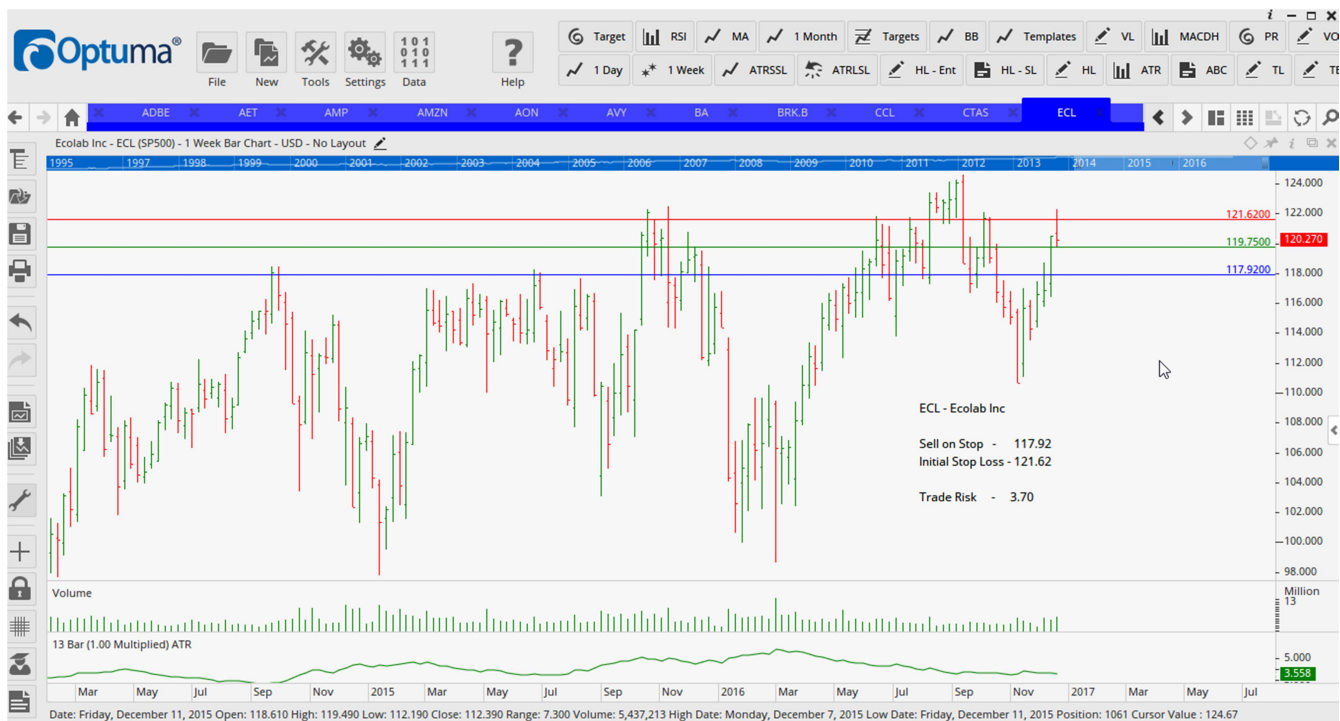 i
Optuma®
File
New
Tools
Settings
101
010
111
Data
?
Help
Target
RSI
MA
1 Month
Targets
BB
Templates
VL
MACDH
PR
VO
1 Day
1 Week
ATRSSL
ATRLSL
HL - Ent
HL - SL
HL
ATR
ABC
TL
ADBE
AET
AMP
AMZN
AON
AVY
BA
BRK.B
CCL
CTAS
ECL
Ecolab Inc - ECL (SP500) - 1 Week Bar Chart - USD - No Layout
1995 1997 1998 1999 2000 2001 2002 2003 2004 2005 2006 2007 2008 2009 2010 2011 2012 2013 2014 2015 2016
124.000
122.000
121.6200
120.270
119.7500
118.000
117.9200
116.000
114.000
112.000
110.000
108.000
106.000
104.000
102.000
100.000
98.000
ECL - Ecolab Inc
Sell on Stop - 117.92
Initial Stop Loss - 121.62
Trade Risk - 3.70
Volume
Million
13
13 Bar (1.00 Multiplied) ATR
5.000
3.558
Mar May Jul Sep Nov 2015 Mar May Jul Sep Nov 2016 Mar May Jul Sep Nov 2017 Mar May Jul
Date: Friday, December 11, 2015 Open: 118.610 High: 119.490 Low: 112.190 Close: 112.390 Range: 7.300 Volume: 5,437,213 High Date: Monday, December 7, 2015 Low Date: Friday, December 11, 2015 Position: 1061 Cursor Value : 124.67